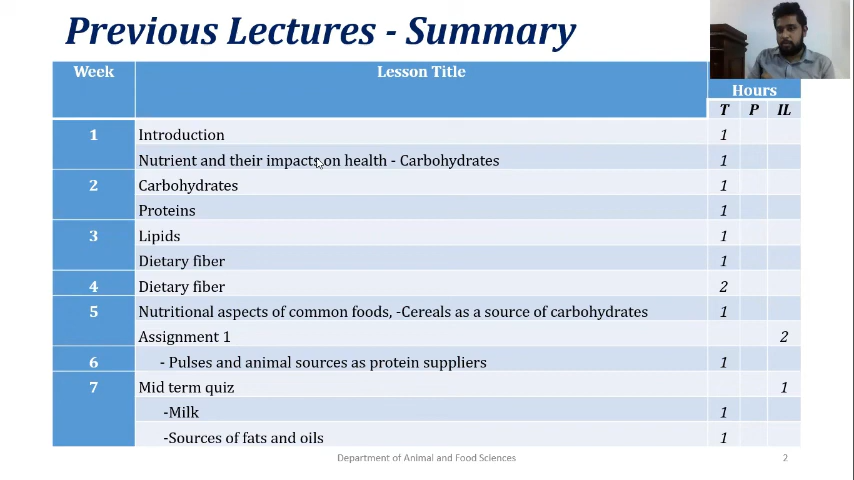 Previous Lectures - Summary
Week Lesson Title Hours
T P IL
1 Introduction 1
Nutrient and their impacts on health - Carbohydrates 1
2 Carbohydrates 1
Proteins 1
3 Lipids 1
Dietary fiber 1
4 Dietary fiber 2
5 Nutritional aspects of common foods, -Cereals as a source of carbohydrates 1
Assignment 1 2
6 - Pulses and animal sources as protein suppliers 1
7 Mid term quiz 1
-Milk 1
-Sources of fats and oils 1
Department of Animal and Food Sciences 2